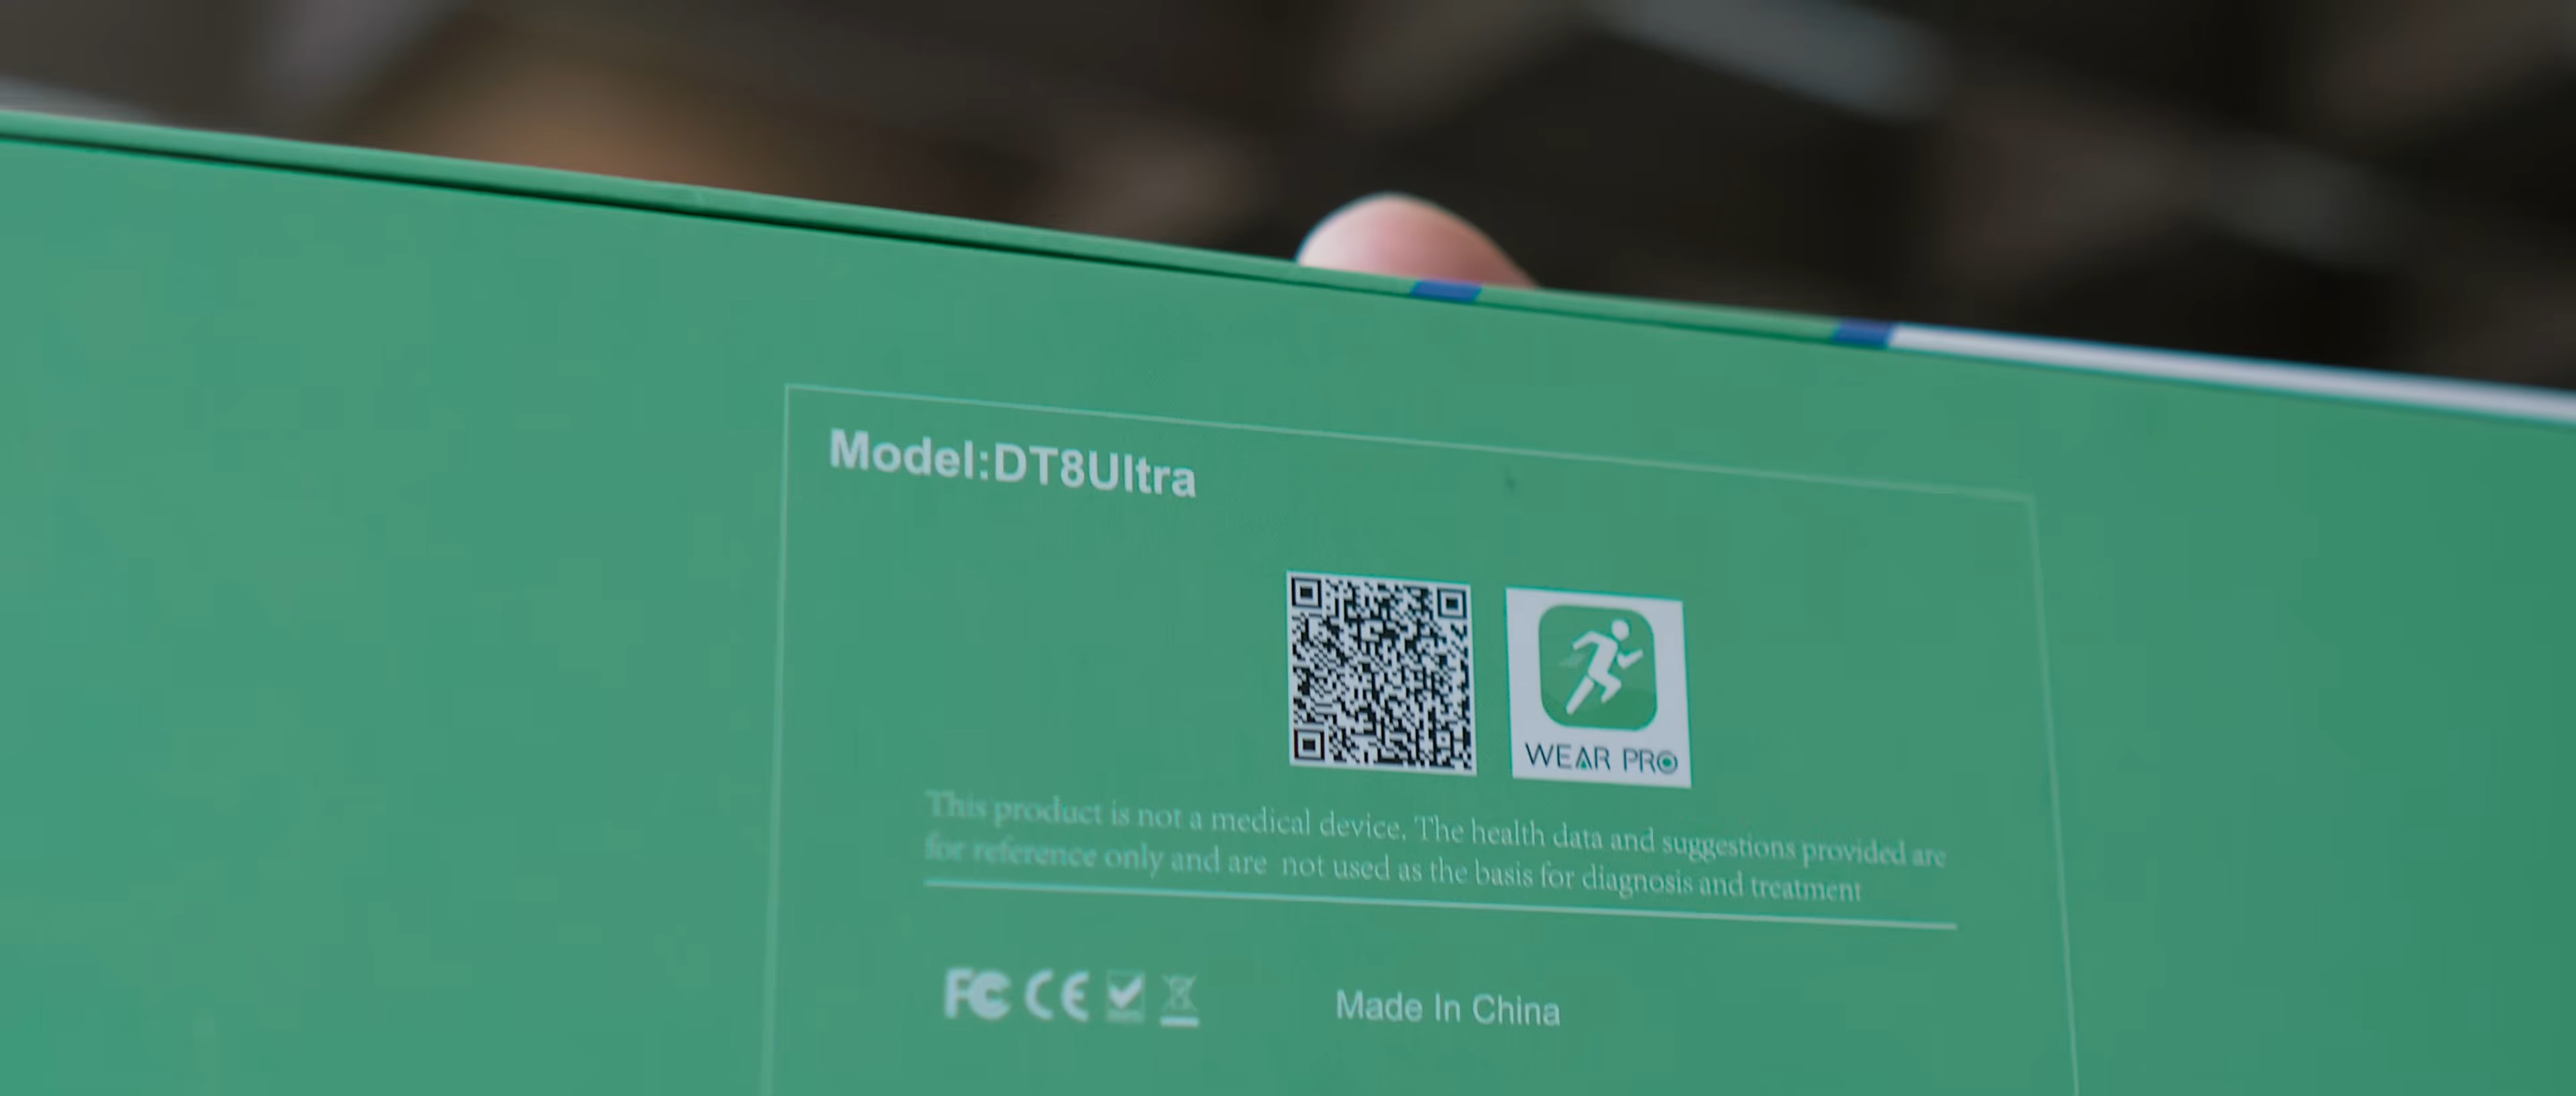 Model:DT8Ultra
WEAR PRO
This product is not a medical device. The health data and suggestions provided are
for reference only and are not used as the basis for diagnosis and treatment
FC CE
Made In China